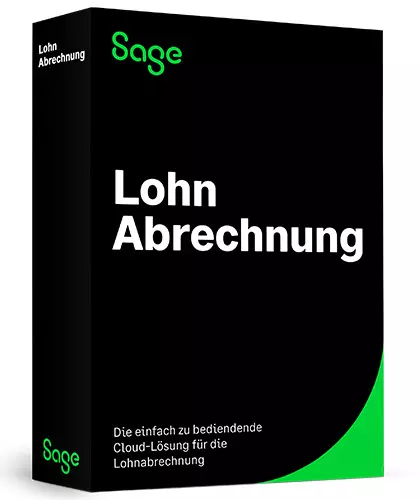 Lohn
Abrechnung
Sage
Sage
Lohn
Abrechnung
Die einfach zu bediendende
Cloud-Lösung für die
Lohnabrechnung